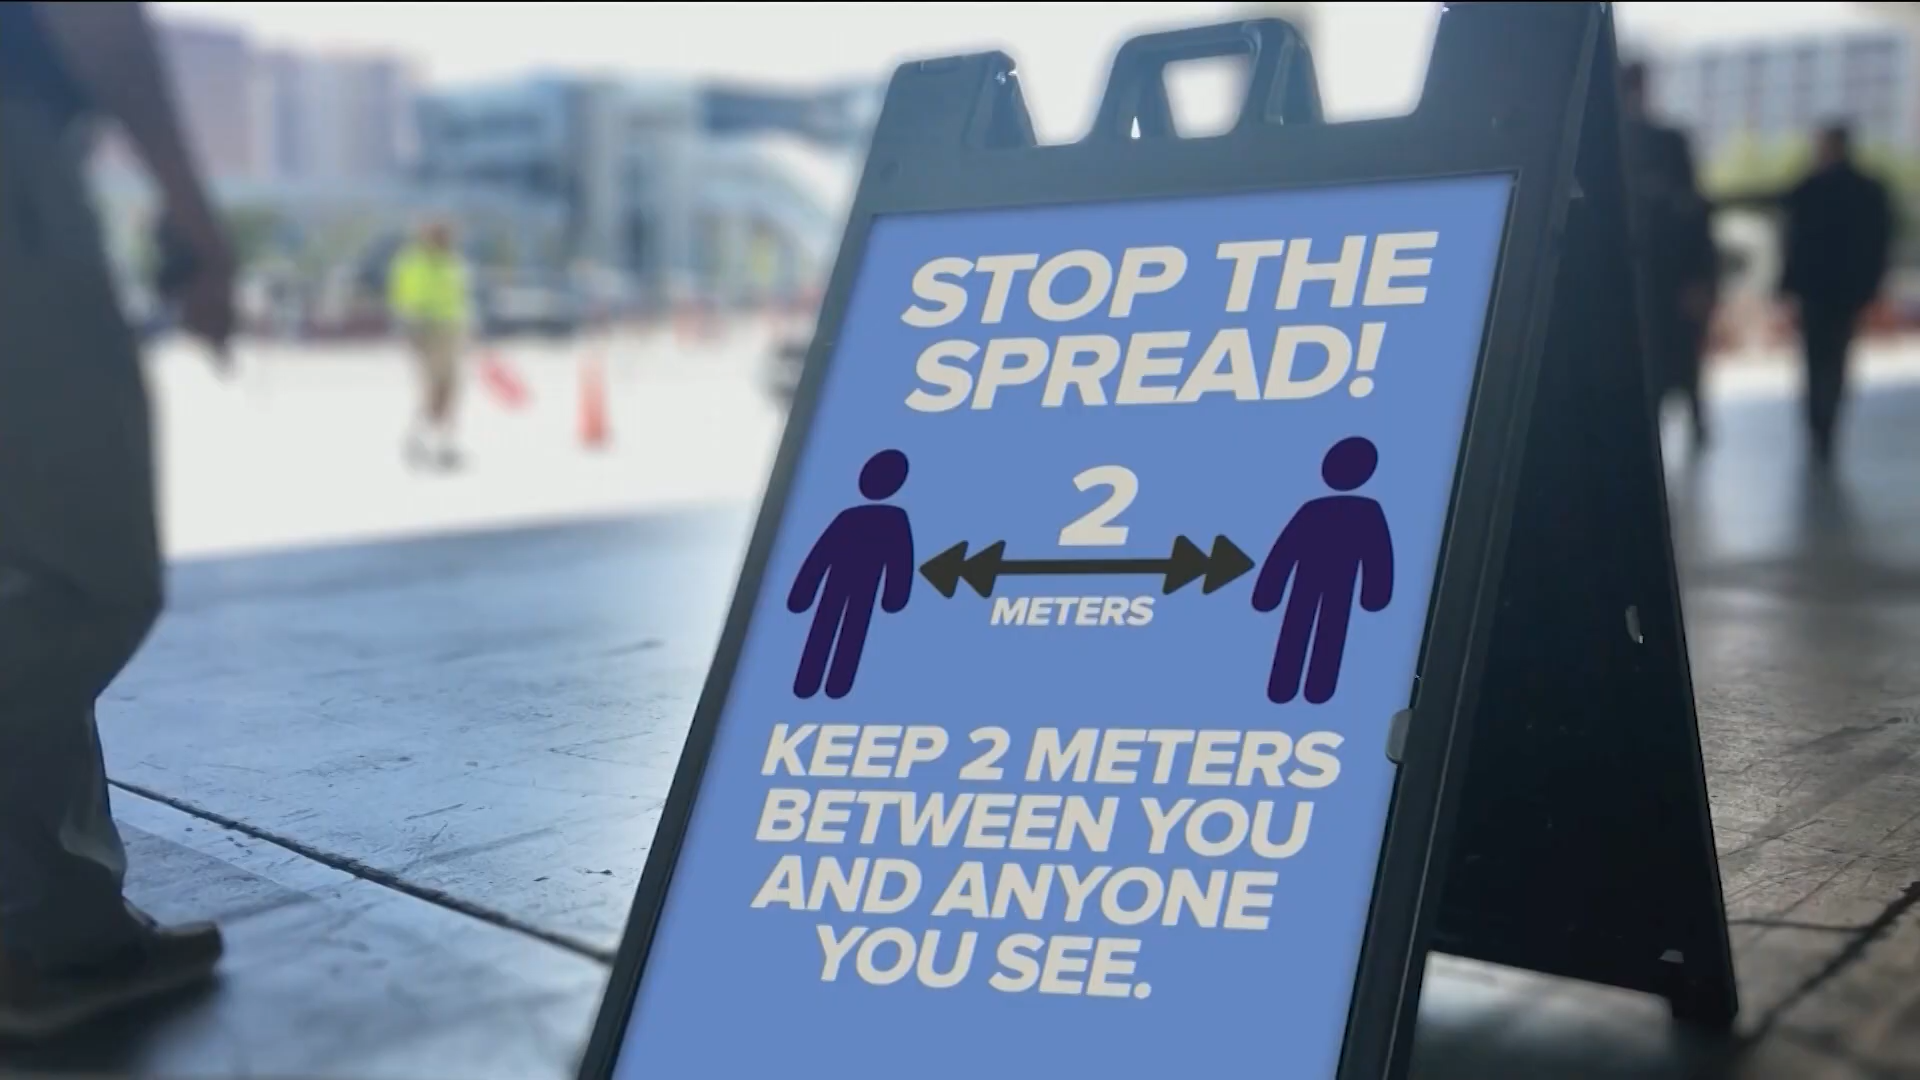 STOP THE
SPREAD!
2
METERS
KEEP 2 METERS
BETWEEN YOU
AND ANYONE
YOU SEE.